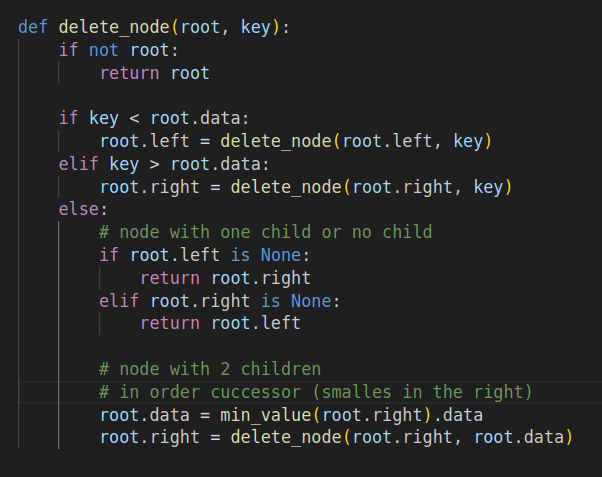 def delete_node(root, key):
    if not root:
        return root

    if key < root.data:
        root.left = delete_node(root.left, key)
    elif key > root.data:
        root.right = delete_node(root.right, key)
    else:
        # node with one child or no child
        if root.left is None:
            return root.right
        elif root.right is None:
            return root.left

        # node with 2 children
        # in order cuccessor (smalles in the right)
        root.data = min_value(root.right).data
        root.right = delete_node(root.right, root.data)